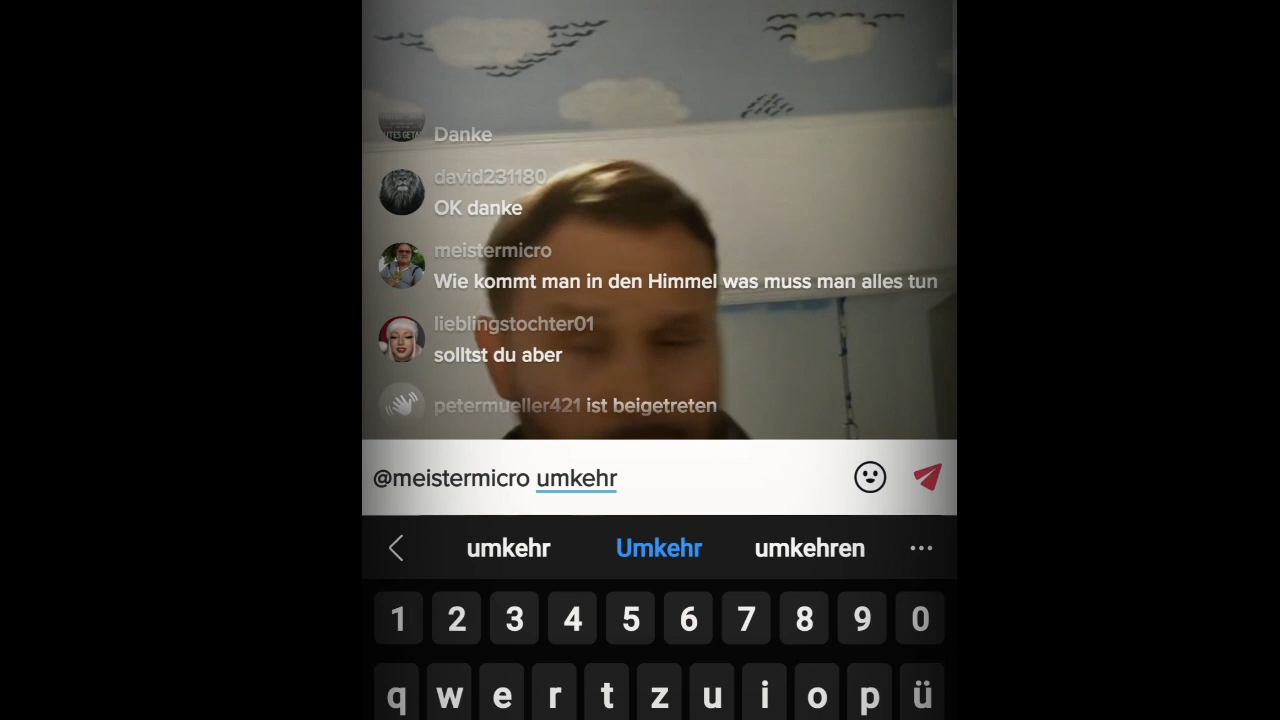 UTES GETA
Danke
david231180
OK danke
meistermicro
Wie kommt man in den Himmel was muss man alles tun
lieblingstochter01
solltst du aber
petermueller421 ist beigetreten
@meistermicro umkehr
umkehr Umkehr umkehren ...
1 2 3 4 5 6 7 8 9 0
q w e r t z u i o p ü